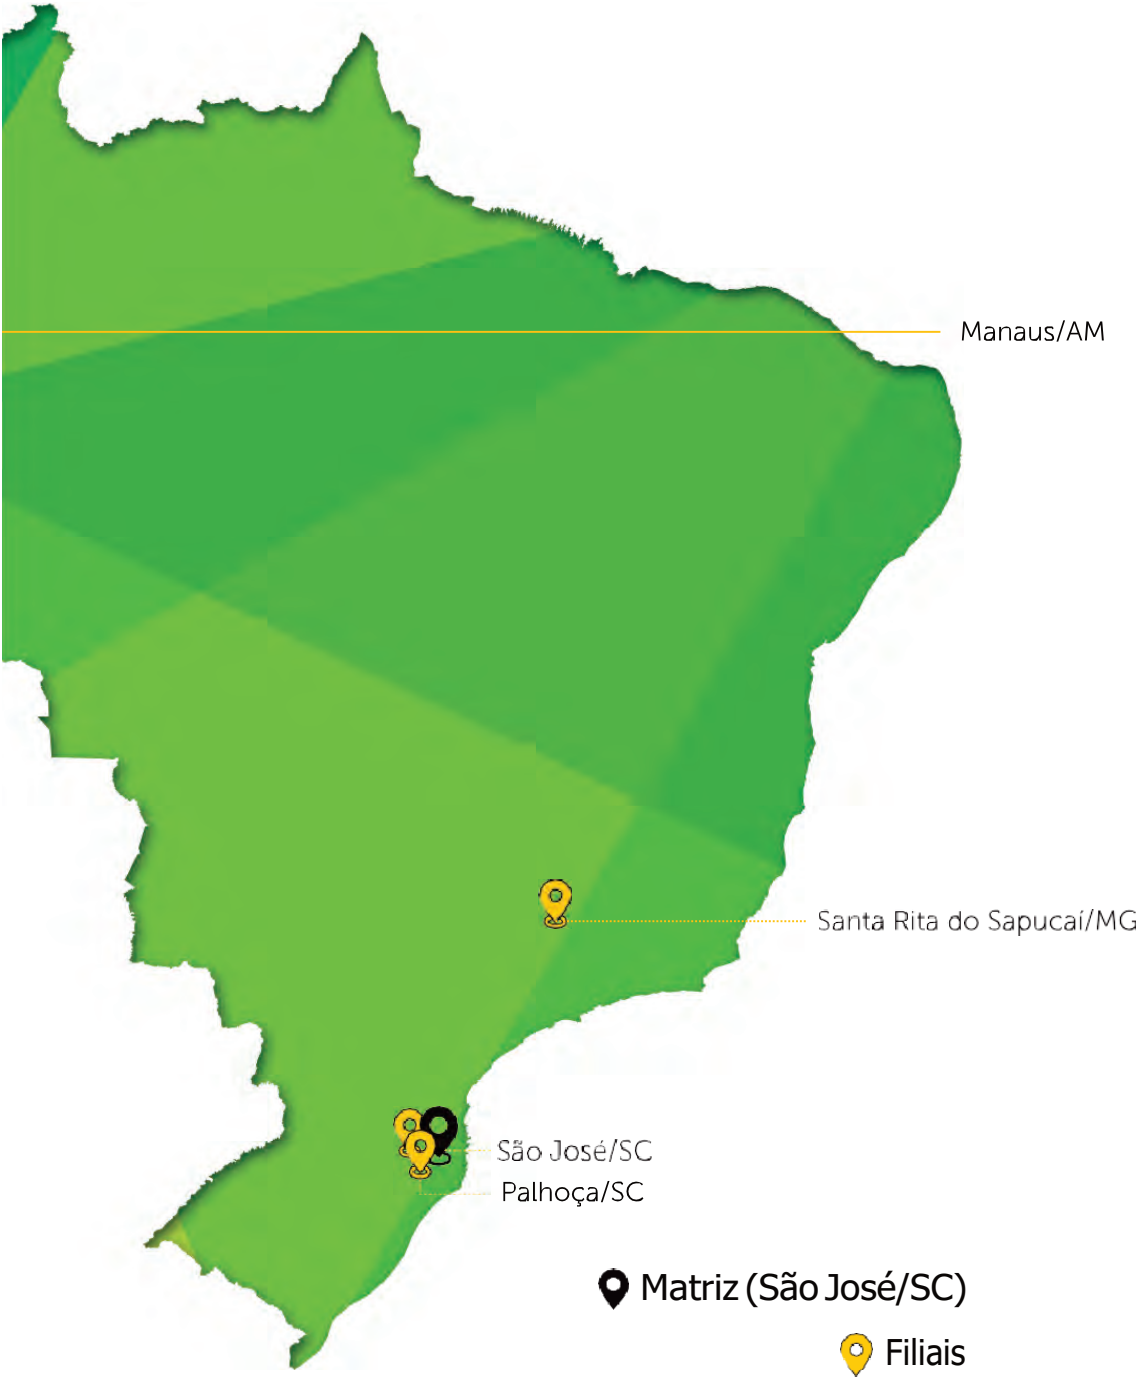 Manaus/AM
Santa Rita do Sapucaí/MG
São José/SC
Palhoça/SC
Matriz (São José/SC)
Filiais